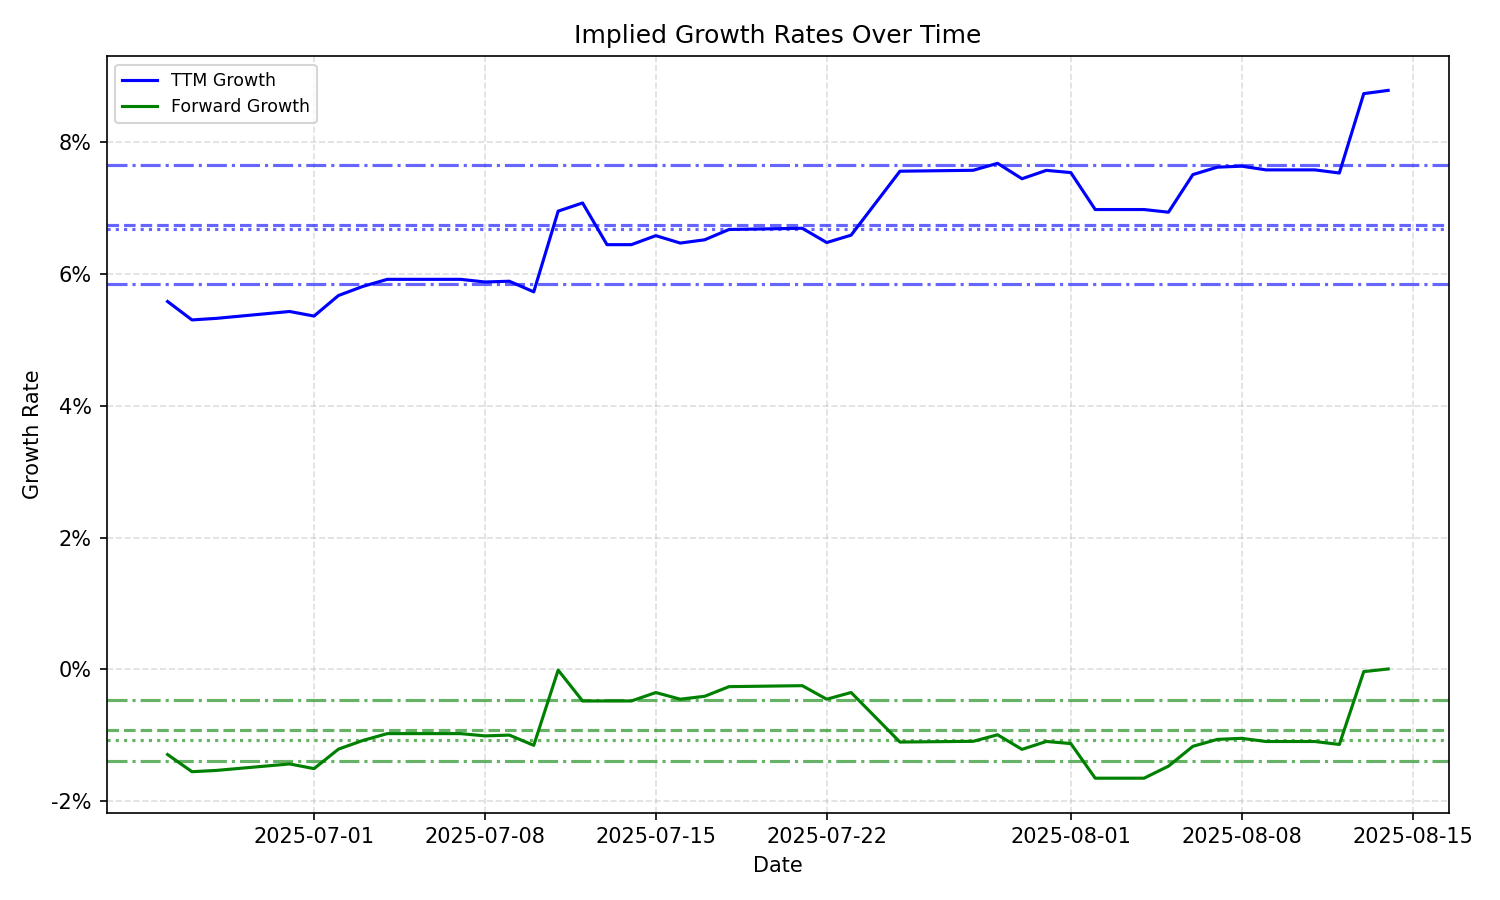 Implied Growth Rates Over Time
TTM Growth
Forward Growth
8%
6%
4%
2%
0%
-2%
Growth Rate
2025-07-01
2025-07-08
2025-07-15
2025-07-22
2025-08-01
2025-08-08
2025-08-15
Date